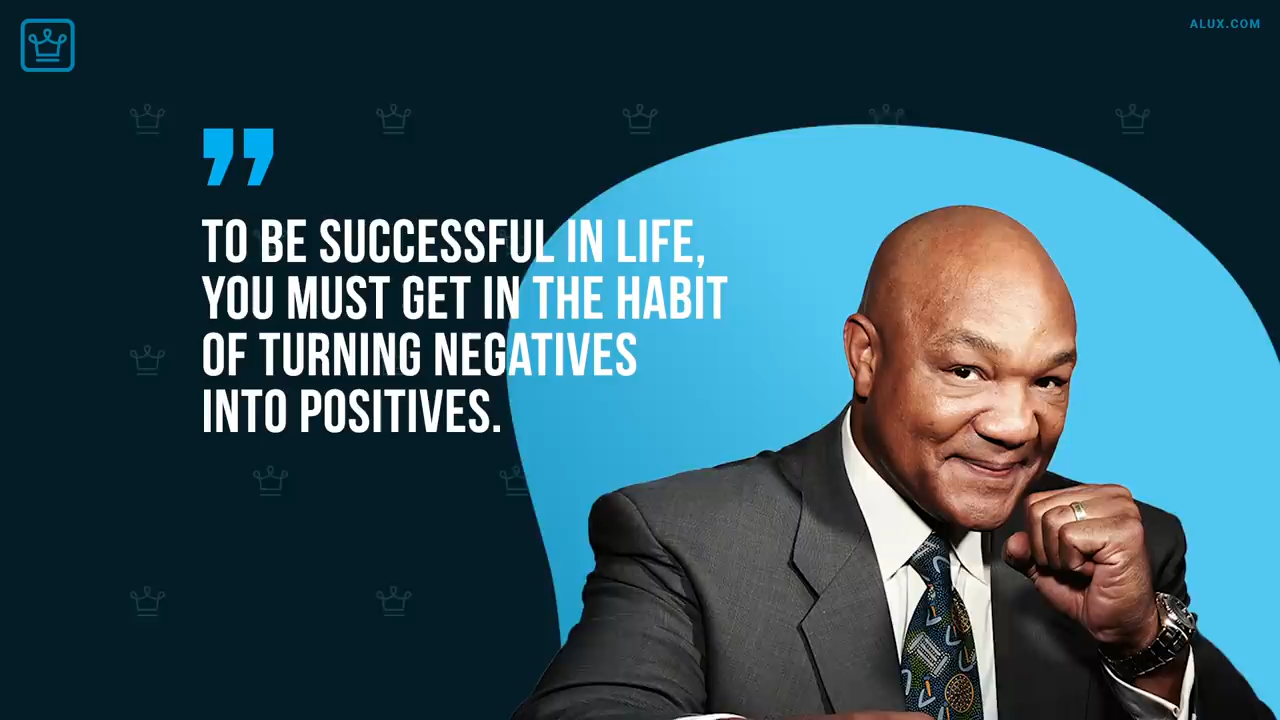 ALUX.COM
”
TO BE SUCCESSFUL IN LIFE,
YOU MUST GET IN THE HABIT
OF TURNING NEGATIVES
INTO POSITIVES.